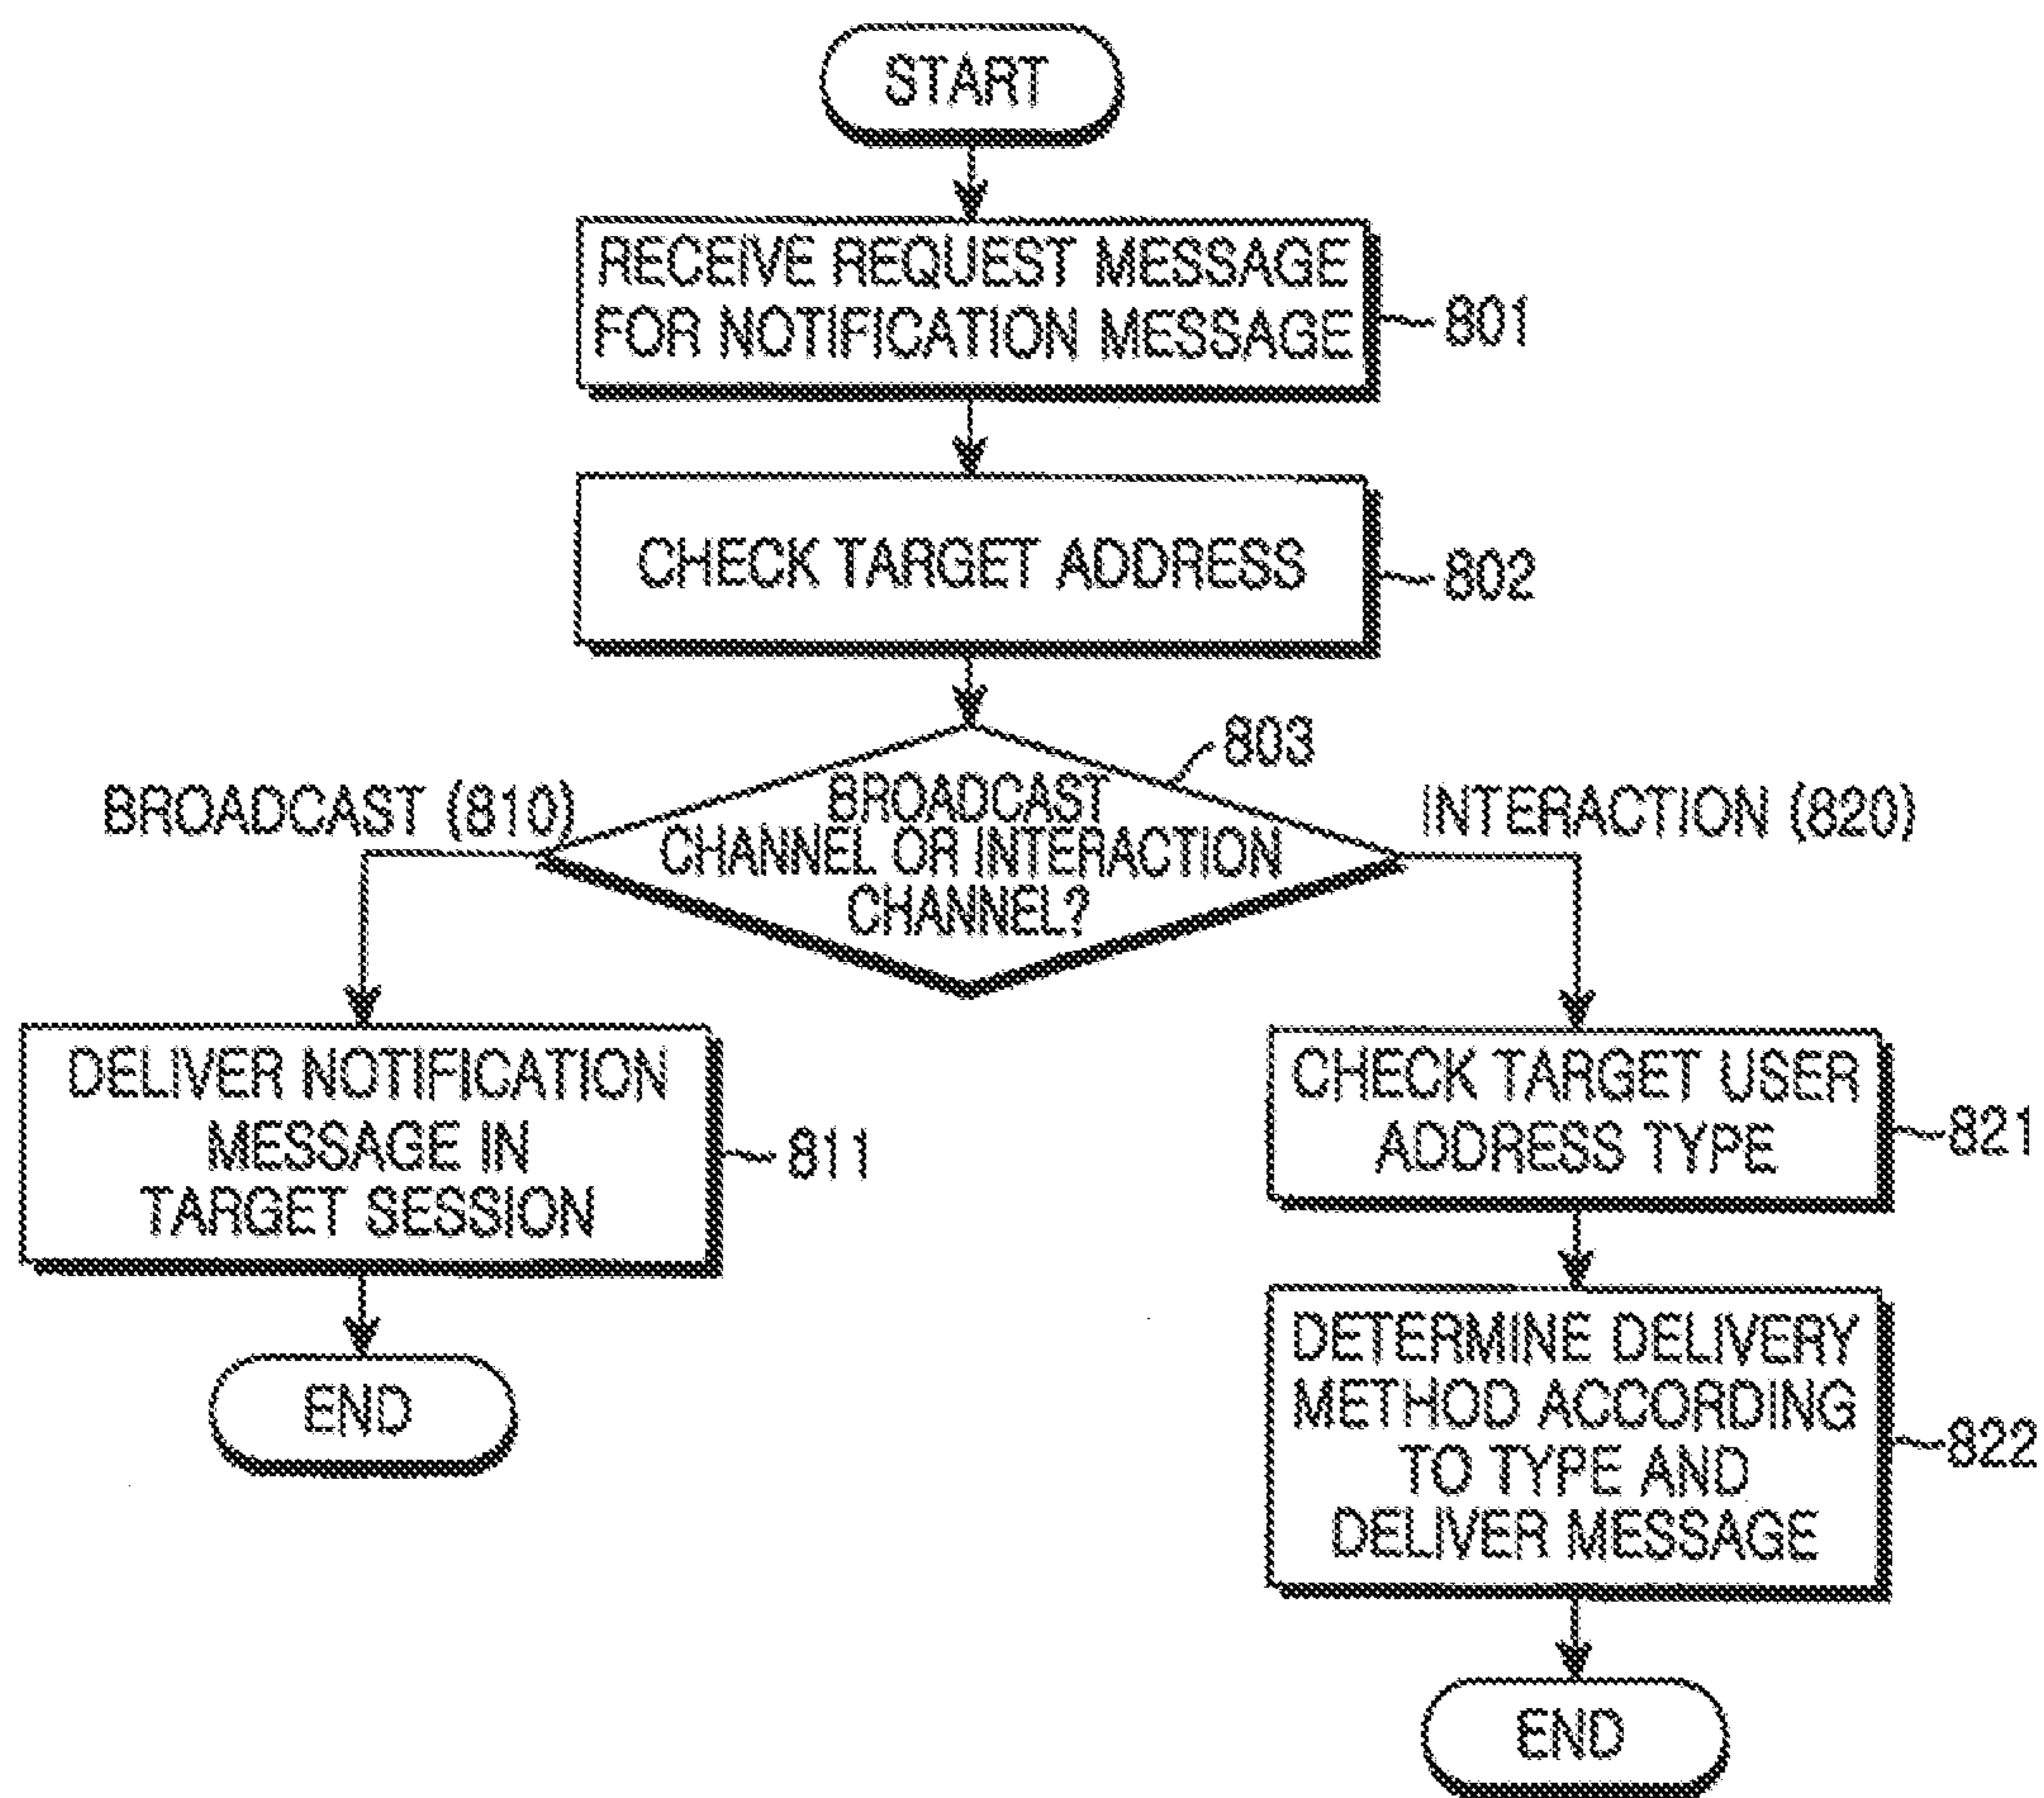 START
RECEIVE REQUEST MESSAGE
FOR NOTIFICATION MESSAGE
801
CHECK TARGET ADDRESS
802
803
BROADCAST
CHANNEL OR INTERACTION
CHANNEL?
BROADCAST (810)
INTERACTION (820)
DELIVER NOTIFICATION
MESSAGE IN
TARGET SESSION
811
END
CHECK TARGET USER
ADDRESS TYPE
821
DETERMINE DELIVERY
METHOD ACCORDING
TO TYPE AND
DELIVER MESSAGE
822
END